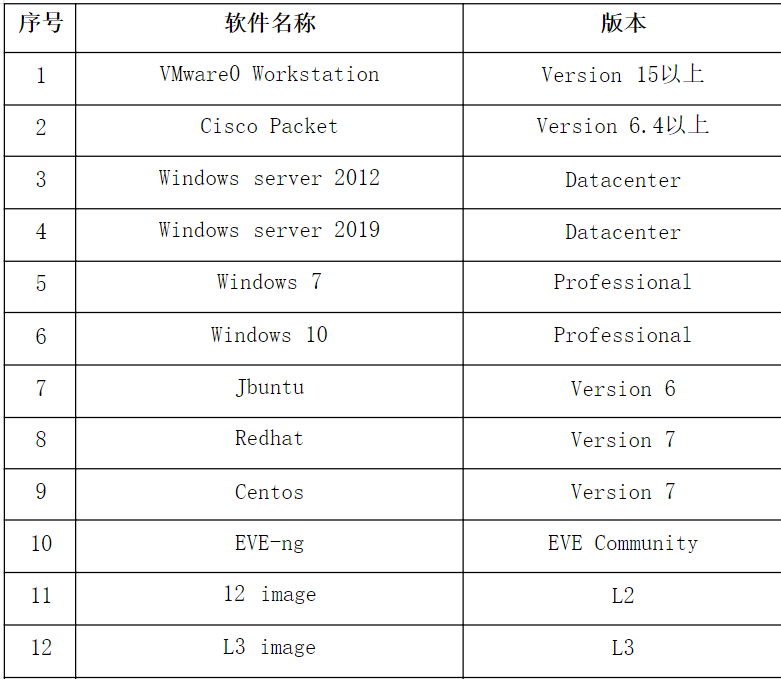 序号 软件名称 版本
1 VMware0 Workstation Version 15以上
2 Cisco Packet Version 6.4以上
3 Windows server 2012 Datacenter
4 Windows server 2019 Datacenter
5 Windows 7 Professional
6 Windows 10 Professional
7 Jbuntu Version 6
8 Redhat Version 7
9 Centos Version 7
10 EVE-ng EVE Community
11 12 image L2
12 L3 image L3